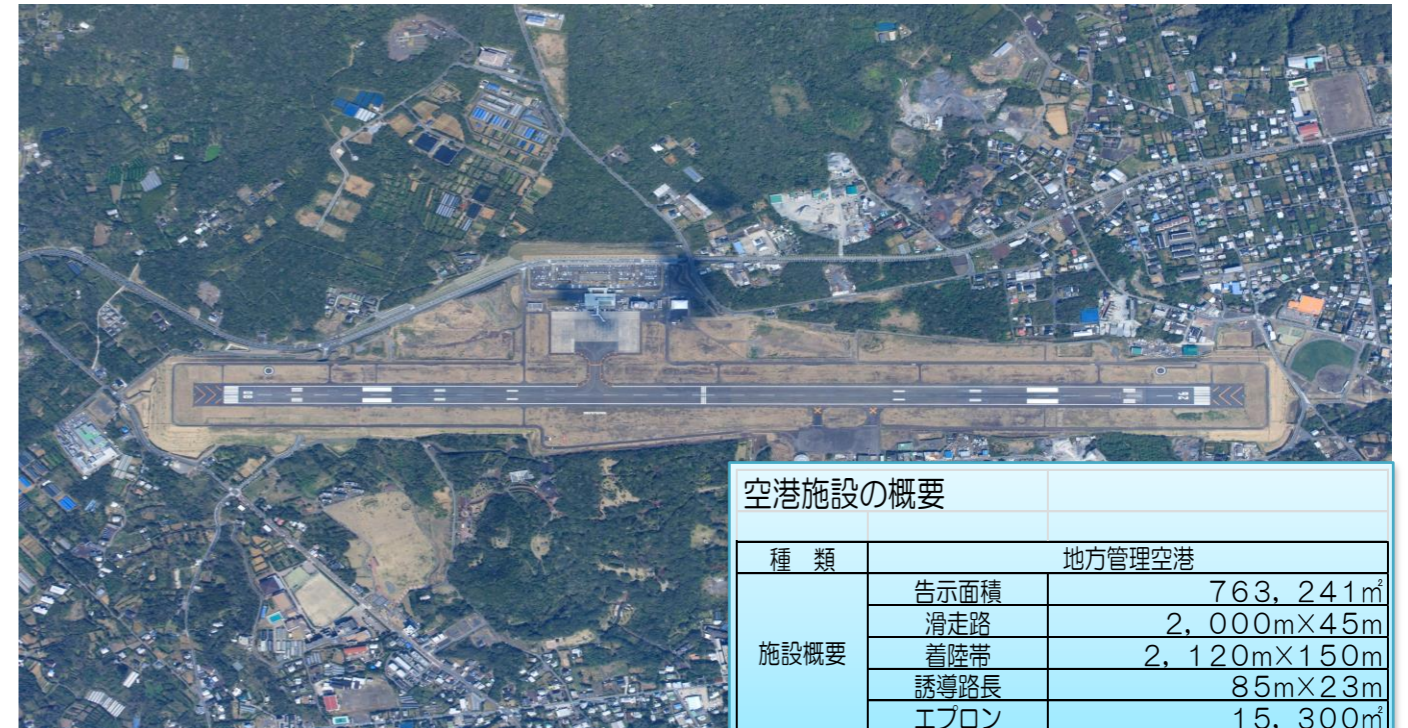 空港施設の概要
種　類 地方管理空港
施設概要 告示面積 763，241㎡
滑走路 2，000m×45m
着陸帯 2，120m×150m
誘導路長 85m×23m
エプロン 15，300㎡